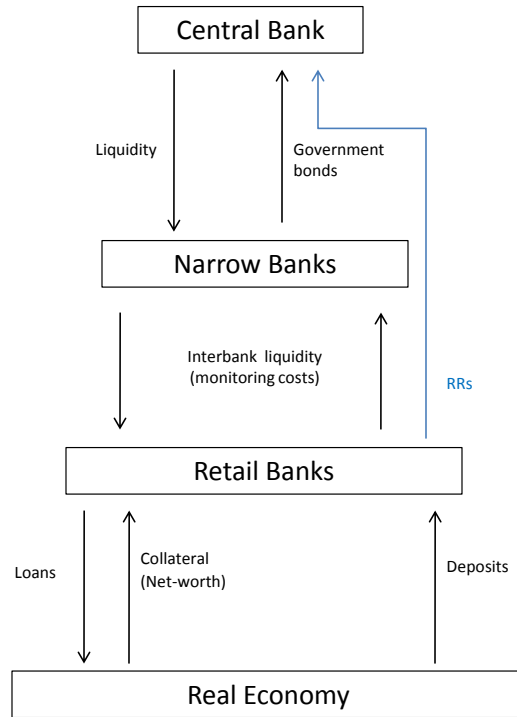 Central Bank
Liquidity
Government
bonds
Narrow Banks
Interbank liquidity
(monitoring costs)
RRs
Retail Banks
Loans
Collateral
(Net-worth)
Deposits
Real Economy